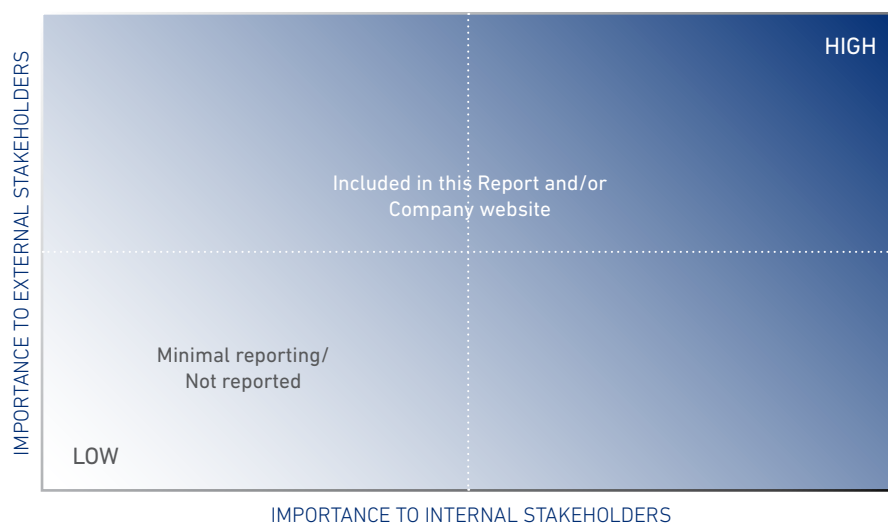 IMPORTANCE TO EXTERNAL STAKEHOLDERS
HIGH
Included in this Report and/or
Company website
Minimal reporting/
Not reported
LOW
IMPORTANCE TO INTERNAL STAKEHOLDERS